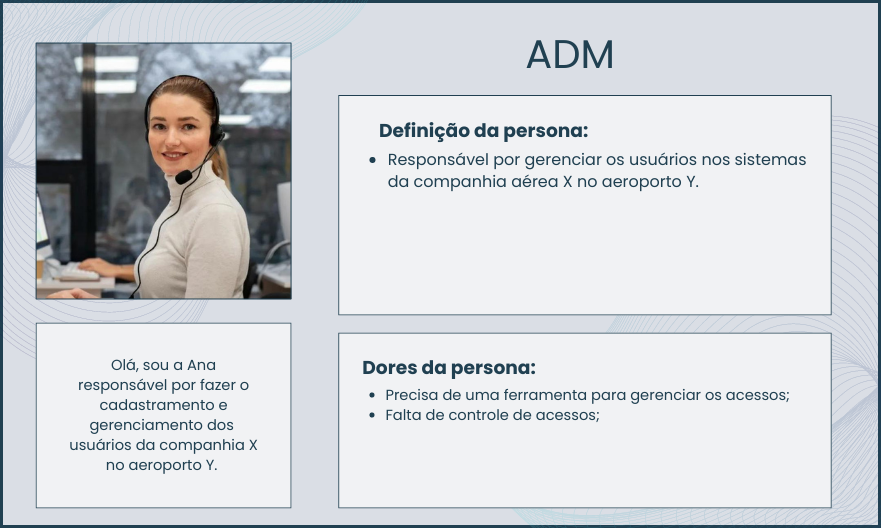 ADM
Definição da persona:
• Responsável por gerenciar os usuários nos sistemas
da companhia aérea X no aeroporto Y.
Olá, sou a Ana
responsável por fazer o
cadastramento e
gerenciamento dos
usuários da companhia X
no aeroporto Y.
Dores da persona:
• Precisa de uma ferramenta para gerenciar os acessos;
• Falta de controle de acessos;